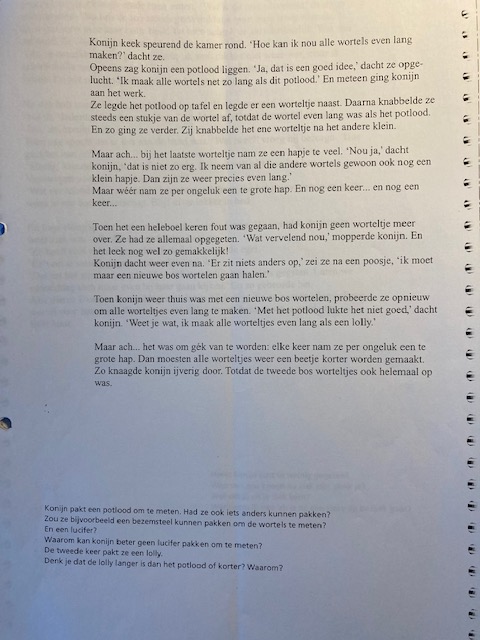 Konijn keek speurend de kamer rond. ‘Hoe kan ik nou alle wortels even lang
maken?’ dacht ze.
Opeens zag konijn een potlood liggen. ‘Ja, dat is een goed idee,’ dacht ze opge-
lucht. ‘Ik maak alle wortels net zo lang als dit potlood.’ En meteen ging konijn
aan het werk.
Ze legde het potlood op tafel en legde er een worteltje naast. Daarna knabbelde ze
steeds een stukje van de wortel af, totdat de wortel even lang was als het potlood.
En zo ging ze verder. Zij knabbelde het ene worteltje na het andere klein.
Maar ach... bij het laatste worteltje nam ze een hapje te veel. ‘Nou ja,’ dacht
konijn, ‘dat is niet zo erg. Ik neem van al die andere wortels gewoon ook nog een
klein hapje. Dan zijn ze weer precies even lang.’
Maar wéér nam ze per ongeluk een te grote hap. En nog een keer... en nog een
keer...
Toen het een heleboel keren fout was gegaan, had konijn geen worteltje meer
over. Ze had ze allemaal opgegeten. ‘Wat vervelend nou,’ mopperde konijn. En
het leek nog wel zo gemakkelijk!
Konijn dacht weer even na. ‘Er zit niets anders op,’ zei ze na een poosje, ‘ik moet
maar een nieuwe bos wortelen gaan halen.’
Toen konijn weer thuis was met een nieuwe bos wortelen, probeerde ze opnieuw
om alle worteltjes even lang te maken. ‘Met het potlood lukte het niet goed,’ dacht
konijn. ‘Weet je wat, ik maak alle worteltjes even lang als een lolly.’
Maar ach... het was om gék van te worden: elke keer nam ze per ongeluk een te
grote hap. Dan moesten alle worteltjes weer een beetje korter worden gemaakt.
Zo knaagde konijn ijverig door. Totdat de tweede bos worteltjes ook helemaal op
was.
Konijn pakt een potlood om te meten. Had ze ook iets anders kunnen pakken?
Zou ze bijvoorbeeld een bezemsteel kunnen pakken om de wortels te meten?
En een lucifer?
Waarom kan konijn beter geen lucifer pakken om te meten?
De tweede keer pakt ze een lolly.
Denk je dat de lolly langer is dan het potlood of korter? Waarom?